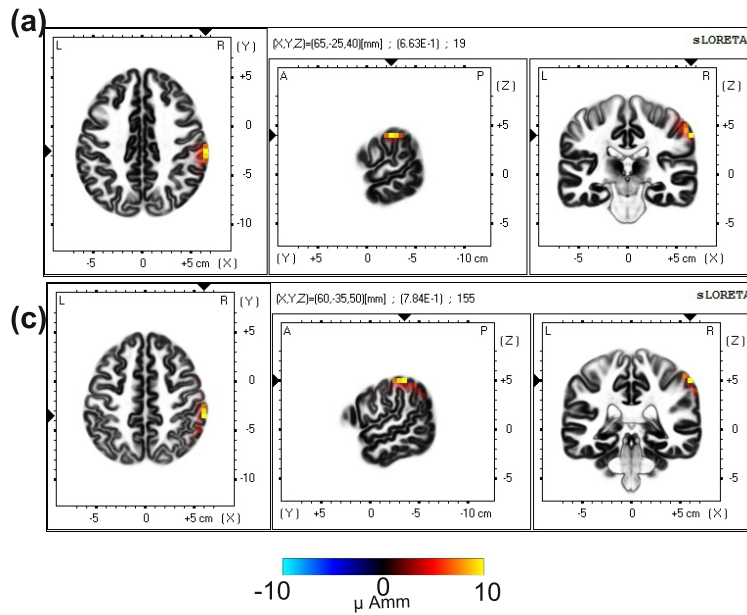 (a)
(X,Y,Z)=(65,-25,40)[mm] ; (6.63E-1) ; 19
sLORETA
L R (Y)
+5
0
-5
-10
-5 0 +5 cm (X)
A P (Z)
+5
0
-5
(Y) +5 0 -5 -10 cm
L R (Z)
+5
0
-5
-5 0 +5 cm (X)
(c)
(X,Y,Z)=(60,-35,50)[mm] ; (7.84E-1) ; 155
sLORETA
L R (Y)
+5
0
-5
-10
-5 0 +5 cm (X)
A P (Z)
+5
0
-5
(Y) +5 0 -5 -10 cm
L R (Z)
+5
0
-5
-5 0 +5 cm (X)
-10 0 10
μ Amm